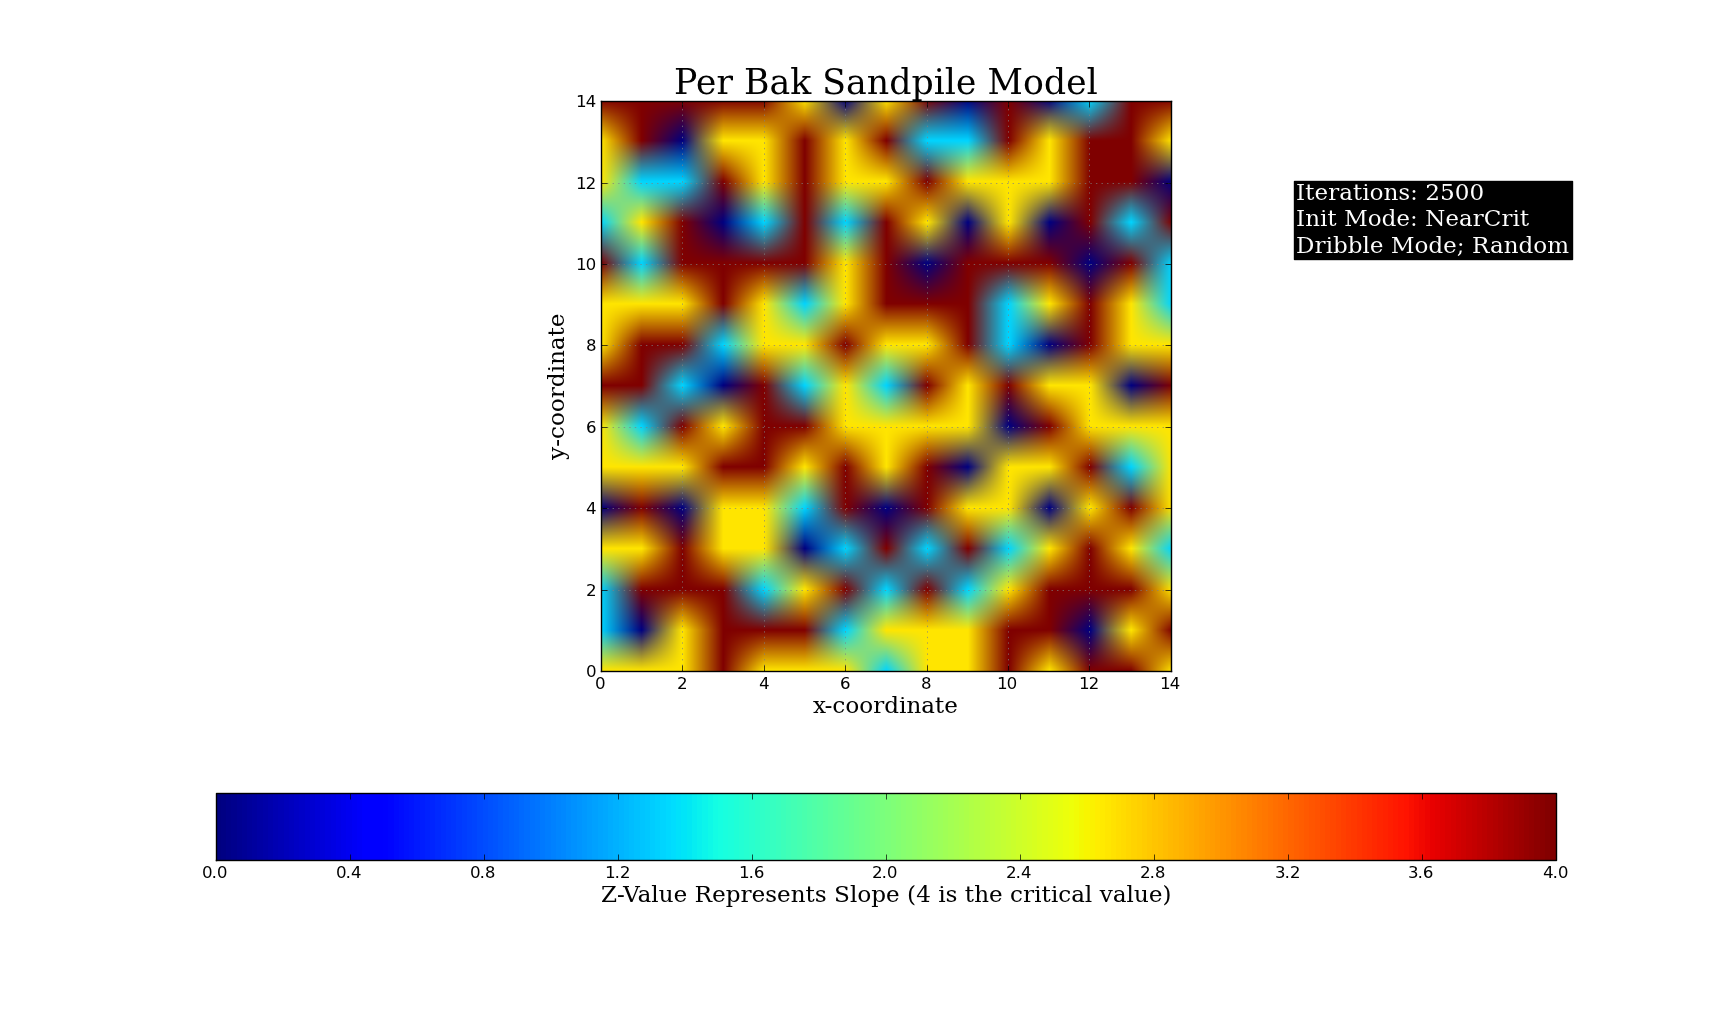 Per Bak Sandpile Model
14
12
10
8
6
4
2
0
y-coordinate
0 2 4 6 8 10 12 14
x-coordinate
Iterations: 2500
Init Mode: NearCrit
Dribble Mode; Random
0.0 0.4 0.8 1.2 1.6 2.0 2.4 2.8 3.2 3.6 4.0
Z-Value Represents Slope (4 is the critical value)